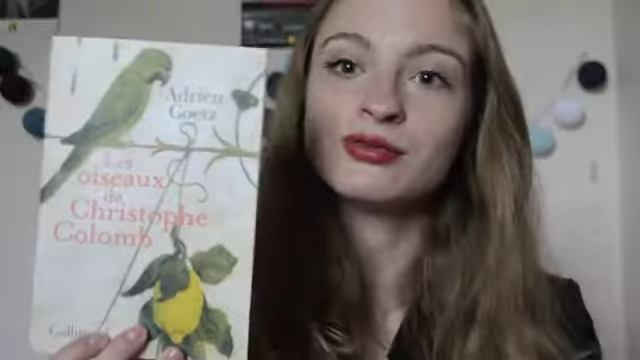 Adrien
Goetz
Les
oiseaux
de
Christophe
Colomb
Gallimard